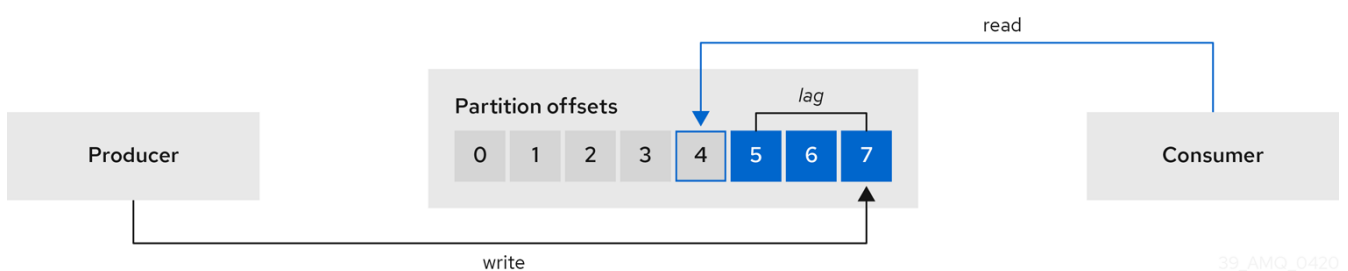 read
lag
Partition offsets
Producer
0 1 2 3 4 5 6 7
Consumer
write
39_AMQ_0420